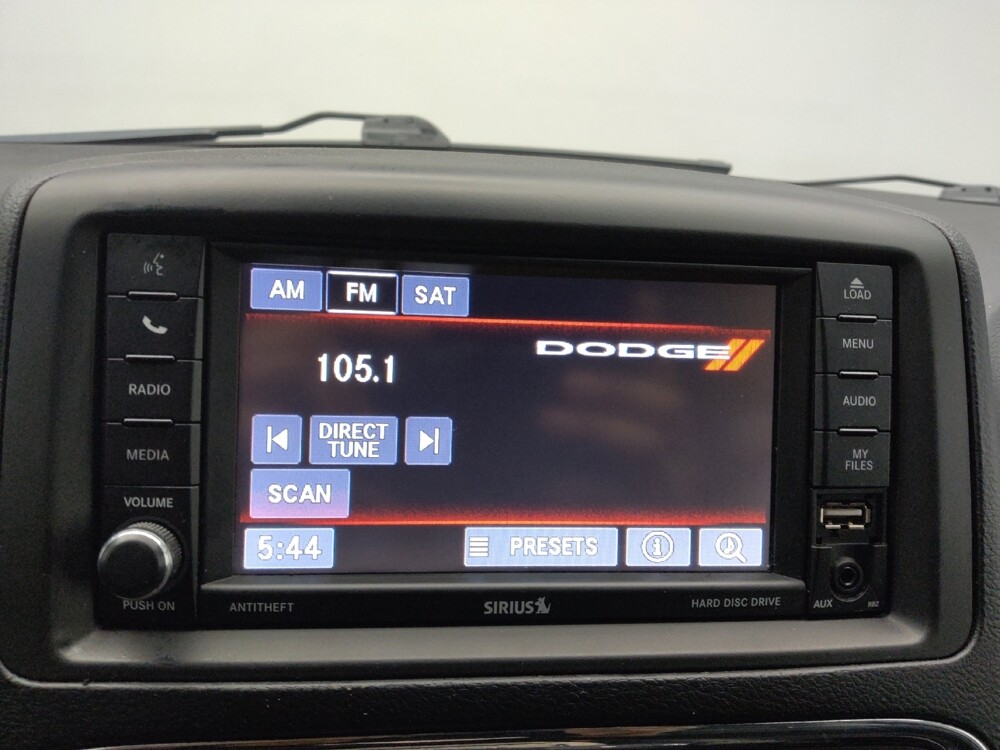 AM FM SAT
105.1
DODGE
DIRECT
TUNE
SCAN
5:44
PRESETS
RADIO
MEDIA
VOLUME
PUSH ON
ANTITHEFT
SIRIUS
HARD DISC DRIVE
LOAD
MENU
AUDIO
MY
FILES
AUX
RBZ